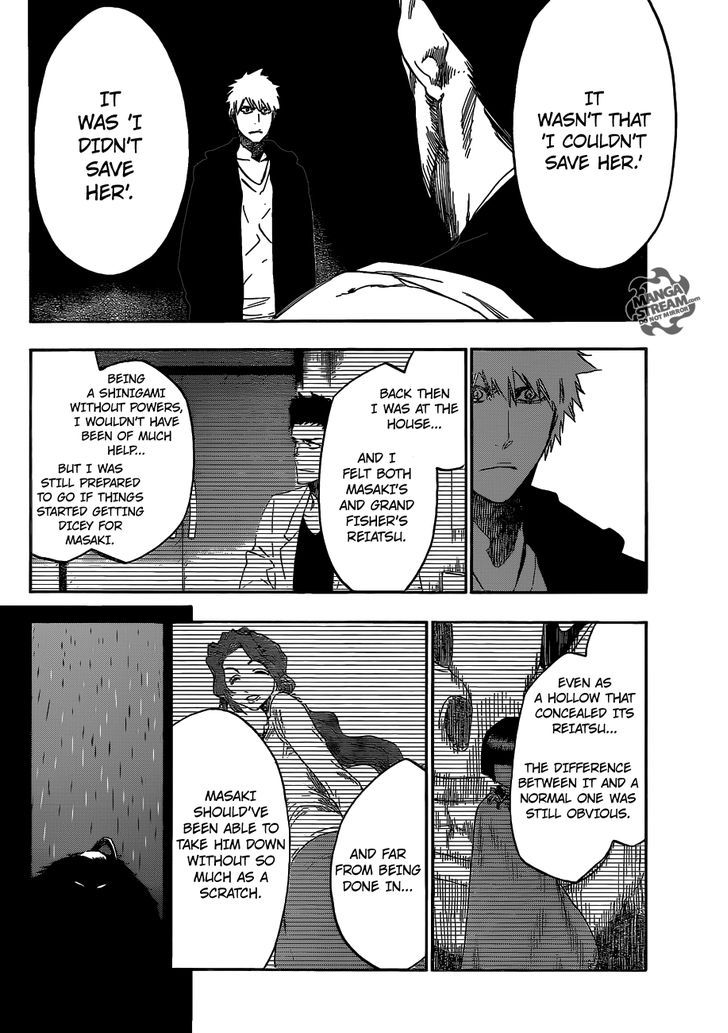 IT
WASN'T THAT
'I COULDN'T
SAVE HER.'
IT
WAS 'I
DIDN'T
SAVE
HER'.
MANGA
STREAM.com
DO NOT MIRROR
BACK THEN
I WAS AT THE
HOUSE...
AND I
FELT BOTH
MASAKI'S
AND GRAND
FISHER'S
REIATSU.
BEING
A SHINIGAMI
WITHOUT POWERS,
I WOULDN'T HAVE
BEEN OF MUCH
HELP...
BUT I WAS
STILL PREPARED
TO GO IF THINGS
STARTED GETTING
DICEY FOR
MASAKI.
EVEN AS
A HOLLOW THAT
CONCEALED ITS
REIATSU...
THE DIFFERENCE
BETWEEN IT AND A
NORMAL ONE WAS
STILL OBVIOUS.
AND FAR
FROM BEING
DONE IN...
MASAKI
SHOULD'VE
BEEN ABLE TO
TAKE HIM DOWN
WITHOUT SO
MUCH AS A
SCRATCH.